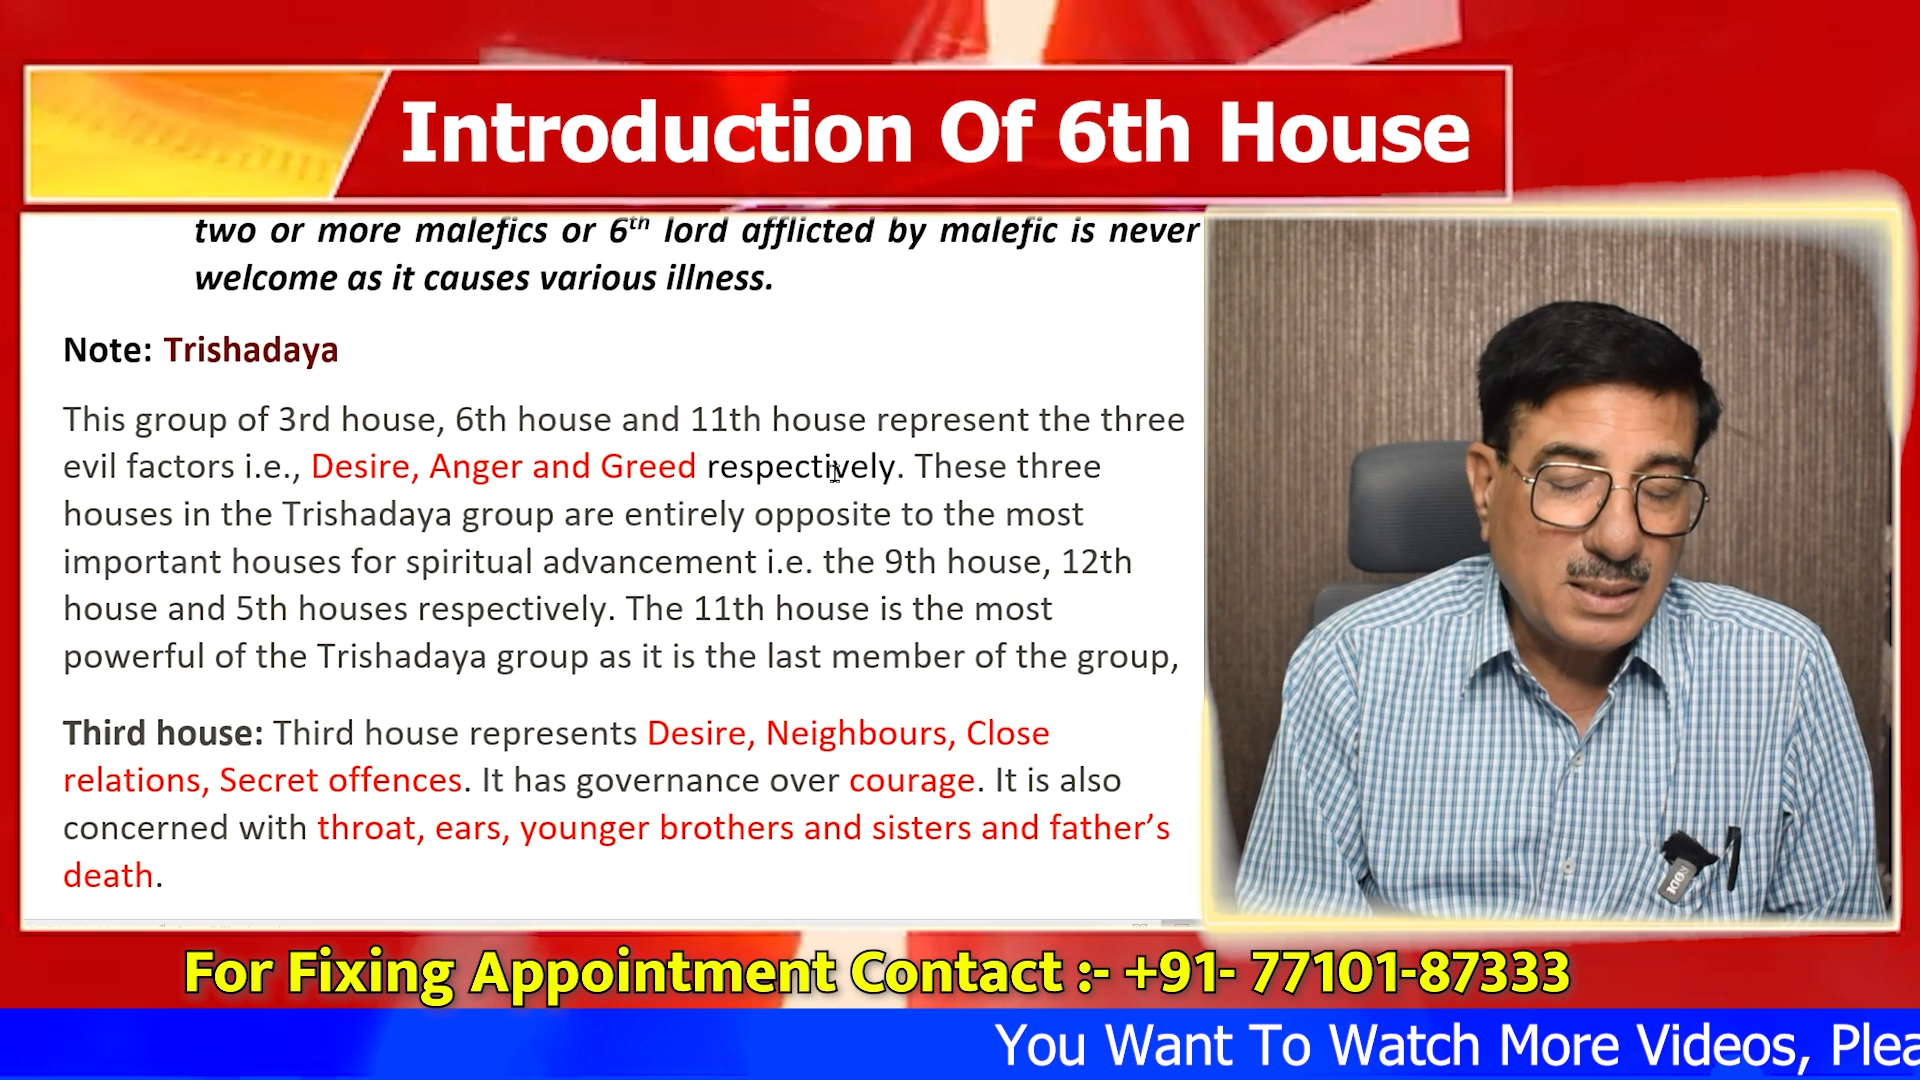 Introduction Of 6th House
two or more malefics or 6th lord afflicted by malefic is never
welcome as it causes various illness.
Note: Trishadaya
This group of 3rd house, 6th house and 11th house represent the three
evil factors i.e., Desire, Anger and Greed respectively. These three
houses in the Trishadaya group are entirely opposite to the most
important houses for spiritual advancement i.e. the 9th house, 12th
house and 5th houses respectively. The 11th house is the most
powerful of the Trishadaya group as it is the last member of the group,
Third house: Third house represents Desire, Neighbours, Close
relations, Secret offences. It has governance over courage. It is also
concerned with throat, ears, younger brothers and sisters and father's
death.
RODE
For Fixing Appointment Contact :- +91- 77101-87333
You Want To Watch More Videos, Plea